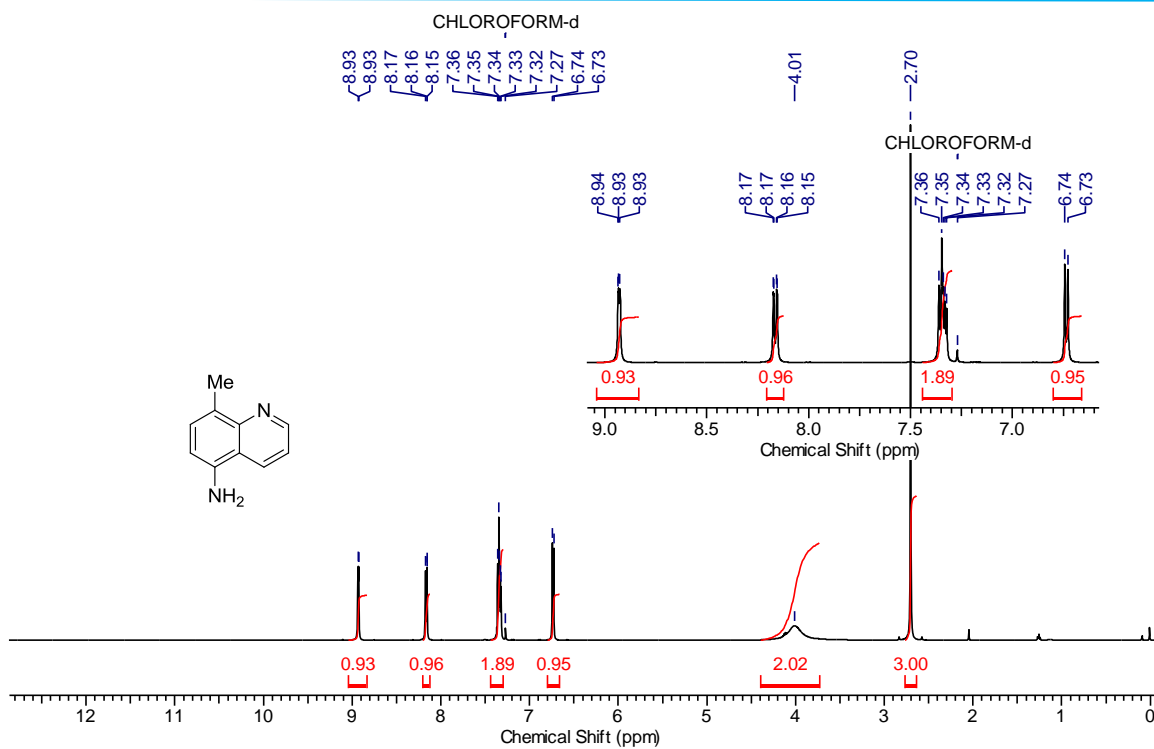 CHLOROFORM-d
8.93 8.93 8.17 8.16 8.15 7.36 7.35 7.34 7.33 7.32 7.27 6.74 6.73 4.01 2.70
CHLOROFORM-d
8.94 8.93 8.93 8.17 8.17 8.16 8.15 7.36 7.35 7.34 7.33 7.32 7.27 6.74 6.73
0.93 0.96 1.89 0.95
9.0 8.5 8.0 7.5 7.0
Chemical Shift (ppm)
Me
N
NH2
0.93 0.96 1.89 0.95 2.02 3.00
12 11 10 9 8 7 6 5 4 3 2 1 0
Chemical Shift (ppm)